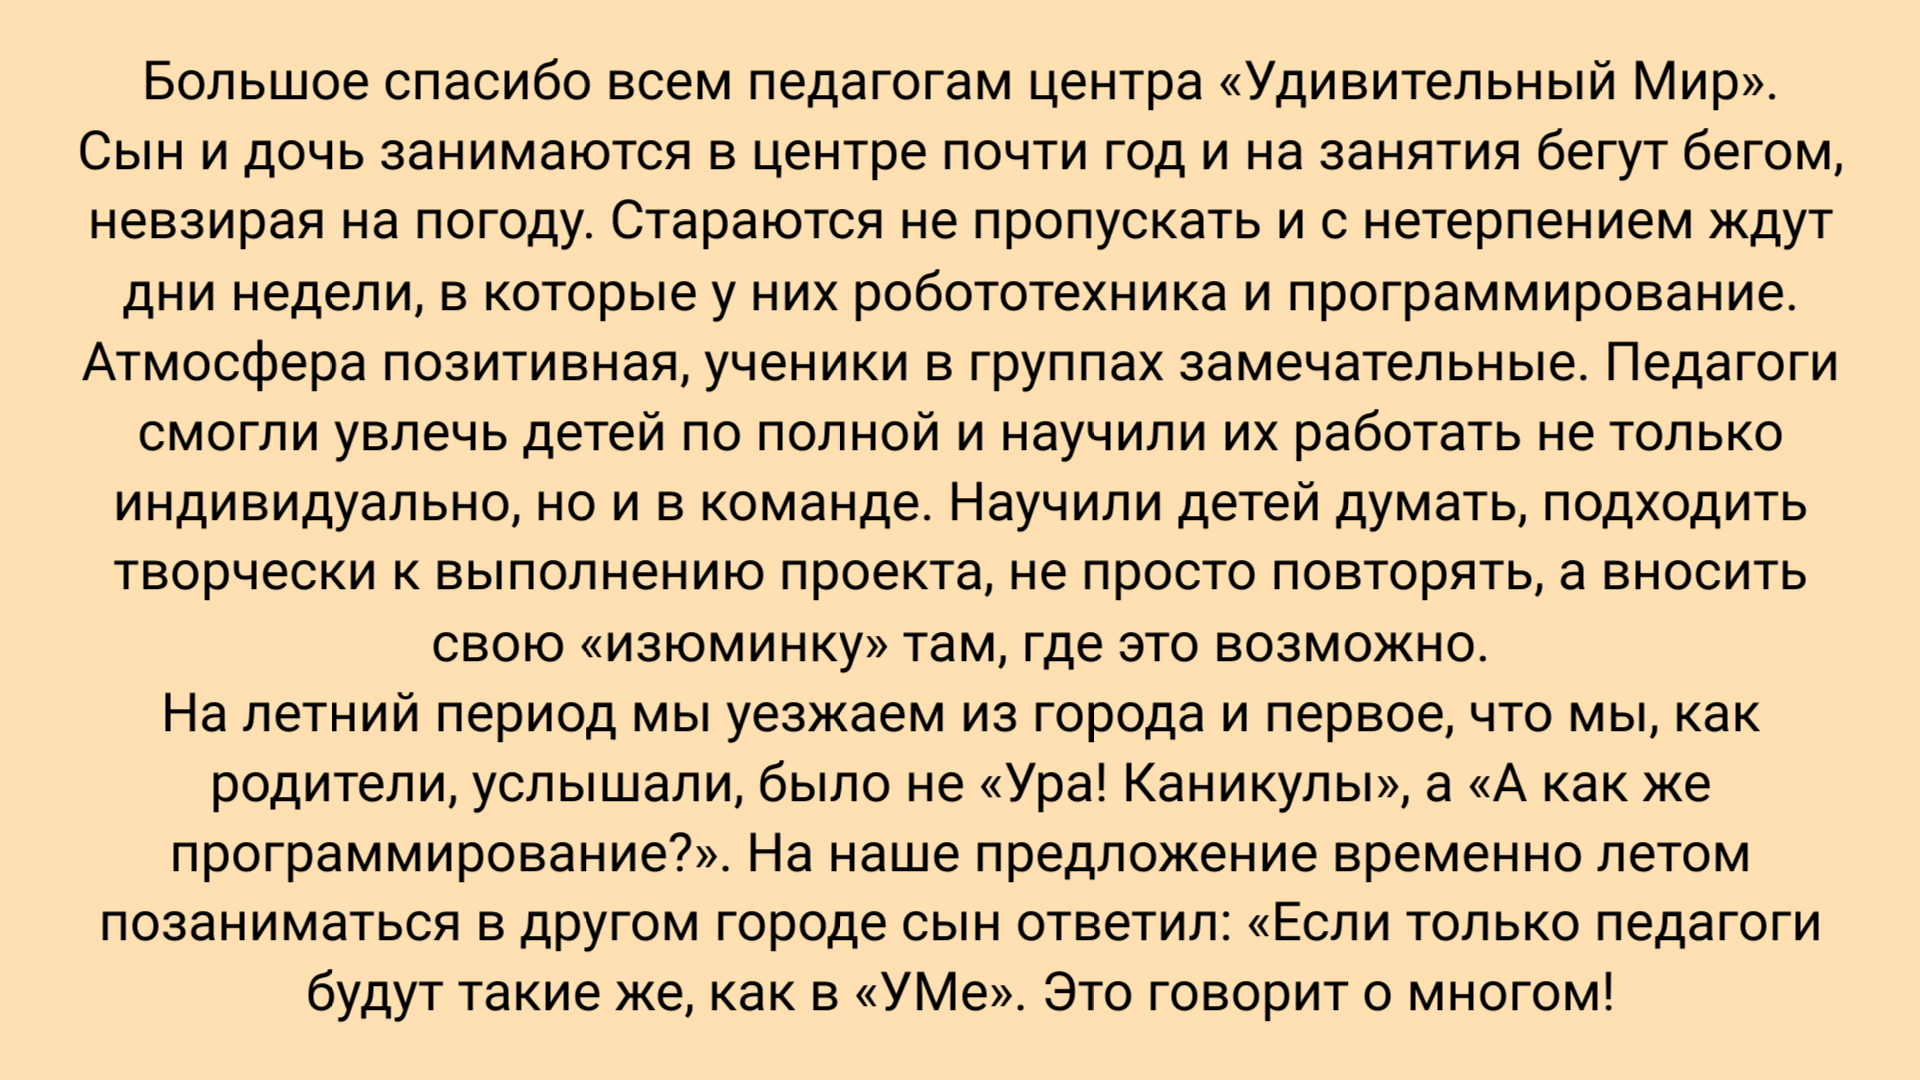 Большое спасибо всем педагогам центра «Удивительный Мир».
Сын и дочь занимаются в центре почти год и на занятия бегут бегом,
невзирая на погоду. Стараются не пропускать и с нетерпением ждут
дни недели, в которые у них робототехника и программирование.
Атмосфера позитивная, ученики в группах замечательные. Педагоги
смогли увлечь детей по полной и научили их работать не только
индивидуально, но и в команде. Научили детей думать, подходить
творчески к выполнению проекта, не просто повторять, а вносить
свою «изюминку» там, где это возможно.
На летний период мы уезжаем из города и первое, что мы, как
родители, услышали, было не «Ура! Каникулы», а «А как же
программирование?». На наше предложение временно летом
позаниматься в другом городе сын ответил: «Если только педагоги
будут такие же, как в «УМе». Это говорит о многом!